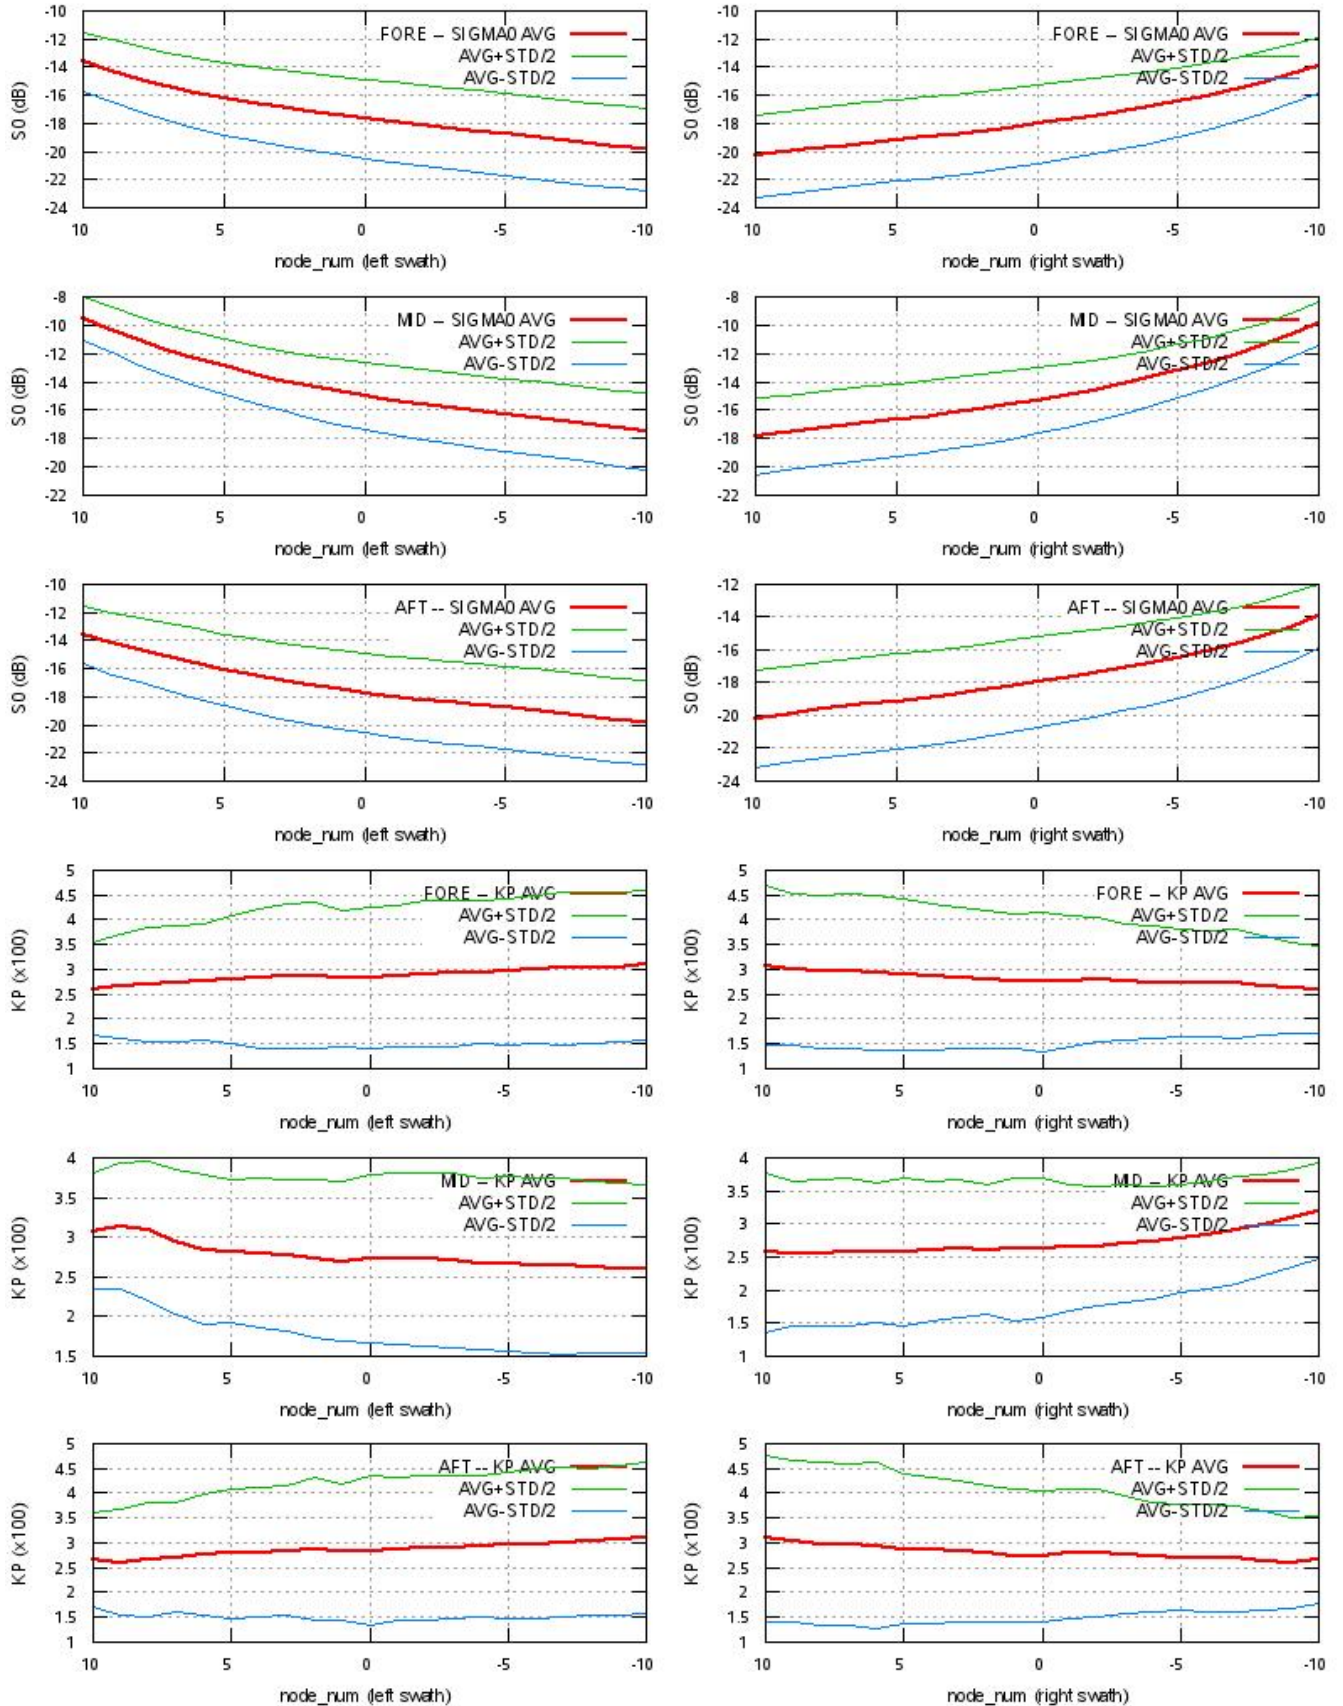 -10
-12
-14
-16
-18
-20
-22
-24
S0 (dB)
FORE -- SIGMA0 AVG
AVG+STD/2
AVG-STD/2
10 5 0 -5 -10
node_num (left swath)
-10
-12
-14
-16
-18
-20
-22
-24
S0 (dB)
FORE -- SIGMA0 AVG
AVG+STD/2
AVG-STD/2
10 5 0 -5 -10
node_num (right swath)
-8
-10
-12
-14
-16
-18
-20
-22
S0 (dB)
MID -- SIGMA0 AVG
AVG+STD/2
AVG-STD/2
10 5 0 -5 -10
node_num (left swath)
-8
-10
-12
-14
-16
-18
-20
-22
S0 (dB)
MID -- SIGMA0 AVG
AVG+STD/2
AVG-STD/2
10 5 0 -5 -10
node_num (right swath)
-10
-12
-14
-16
-18
-20
-22
-24
S0 (dB)
AFT -- SIGMA0 AVG
AVG+STD/2
AVG-STD/2
10 5 0 -5 -10
node_num (left swath)
-12
-14
-16
-18
-20
-22
-24
S0 (dB)
AFT -- SIGMA0 AVG
AVG+STD/2
AVG-STD/2
10 5 0 -5 -10
node_num (right swath)
5
4.5
4
3.5
3
2.5
2
1.5
1
KP (x100)
FORE -- KP AVG
AVG+STD/2
AVG-STD/2
10 5 0 -5 -10
node_num (left swath)
5
4.5
4
3.5
3
2.5
2
1.5
1
KP (x100)
FORE -- KP AVG
AVG+STD/2
AVG-STD/2
10 5 0 -5 -10
node_num (right swath)
4
3.5
3
2.5
2
1.5
KP (x100)
MID -- KP AVG
AVG+STD/2
AVG-STD/2
10 5 0 -5 -10
node_num (left swath)
4
3.5
3
2.5
2
1.5
1
KP (x100)
MID -- KP AVG
AVG+STD/2
AVG-STD/2
10 5 0 -5 -10
node_num (right swath)
5
4.5
4
3.5
3
2.5
2
1.5
1
KP (x100)
AFT -- KP AVG
AVG+STD/2
AVG-STD/2
10 5 0 -5 -10
node_num (left swath)
5
4.5
4
3.5
3
2.5
2
1.5
1
KP (x100)
AFT -- KP AVG
AVG+STD/2
AVG-STD/2
10 5 0 -5 -10
node_num (right swath)